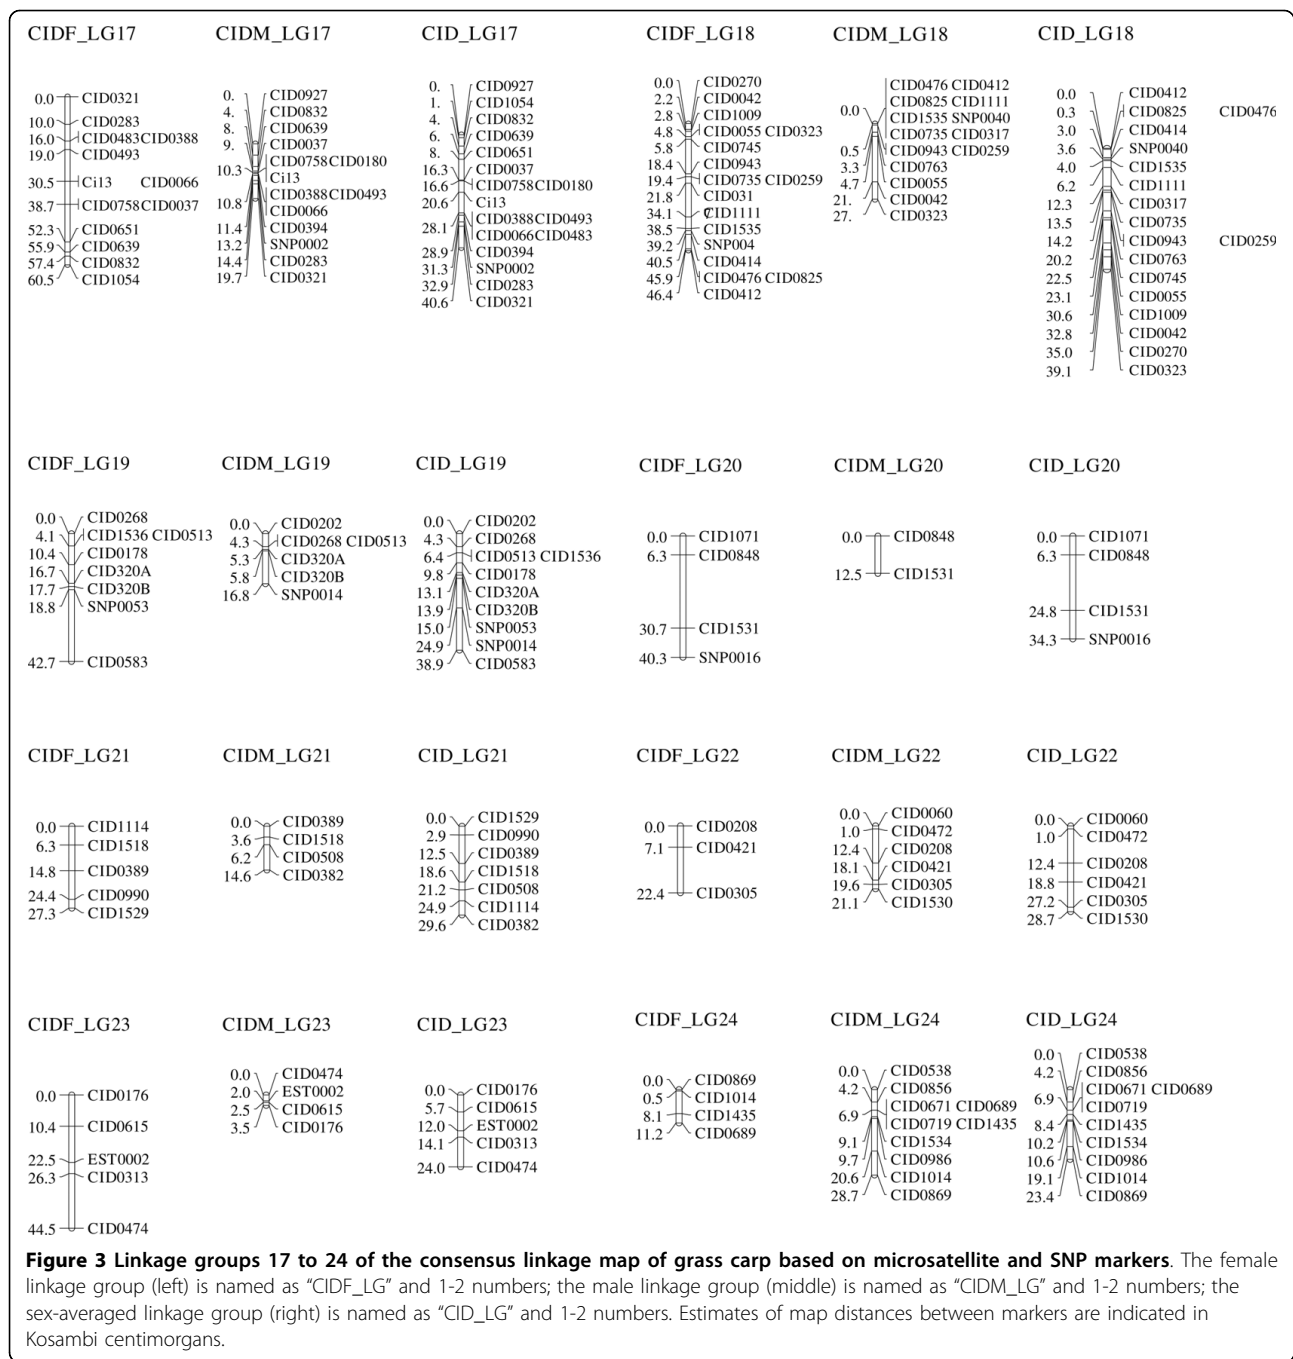 CIDF_LG17
0.0 CID0321
10.0 CID0283
16.0 CID0483CID0388
19.0 CID0493
30.5 Ci13 CID0066
38.7 CID0758CID0037
52.3 CID0651
55.9 CID0639
57.4 CID0832
60.5 CID1054
CIDM_LG17
0. CID0927
4. CID0832
8. CID0639
9. CID0037
CID0758CID0180
10.3 Ci13
CID0388CID0493
10.8 CID0066
11.4 CID0394
13.2 SNP0002
14.4 CID0283
19.7 CID0321
CID_LG17
0. CID0927
1. CID1054
4. CID0832
6. CID0639
8. CID0651
16.3 CID0037
16.6 CID0758CID0180
20.6 Ci13
CID0388CID0493
28.1 CID0066CID0483
28.9 CID0394
31.3 SNP0002
32.9 CID0283
40.6 CID0321
CIDF_LG18
0.0 CID0270
2.2 CID0042
2.8 CID1009
4.8 CID0055 CID0323
5.8 CID0745
18.4 CID0943
19.4 CID0735 CID0259
21.8 CID031
34.1 7 CID1111
38.5 CID1535
39.2 SNP004
40.5 CID0414
45.9 CID0476 CID0825
46.4 CID0412
CIDM_LG18
CID0476 CID0412
CID0825 CID1111
0.0 CID1535 SNP0040
CID0735 CID0317
0.5 CID0943 CID0259
3.3 CID0763
4.7 CID0055
21. CID0042
27. CID0323
CID_LG18
0.0 CID0412
0.3 CID0825 CID0476
3.0 CID0414
3.6 SNP0040
4.0 CID1535
6.2 CID1111
12.3 CID0317
13.5 CID0735
14.2 CID0943 CID0259
20.2 CID0763
22.5 CID0745
23.1 CID0055
30.6 CID1009
32.8 CID0042
35.0 CID0270
39.1 CID0323
CIDF_LG19
0.0 CID0268
4.1 CID1536 CID0513
10.4 CID0178
16.7 CID320A
17.7 CID320B
18.8 SNP0053
42.7 CID0583
CIDM_LG19
0.0 CID0202
4.3 CID0268 CID0513
5.3 CID320A
5.8 CID320B
16.8 SNP0014
CID_LG19
0.0 CID0202
4.3 CID0268
6.4 CID0513 CID1536
9.8 CID0178
13.1 CID320A
13.9 CID320B
15.0 SNP0053
24.9 SNP0014
38.9 CID0583
CIDF_LG20
0.0 CID1071
6.3 CID0848
30.7 CID1531
40.3 SNP0016
CIDM_LG20
0.0 CID0848
12.5 CID1531
CID_LG20
0.0 CID1071
6.3 CID0848
24.8 CID1531
34.3 SNP0016
CIDF_LG21
0.0 CID1114
6.3 CID1518
14.8 CID0389
24.4 CID0990
27.3 CID1529
CIDM_LG21
0.0 CID0389
3.6 CID1518
6.2 CID0508
14.6 CID0382
CID_LG21
0.0 CID1529
2.9 CID0990
12.5 CID0389
18.6 CID1518
21.2 CID0508
24.9 CID1114
29.6 CID0382
CIDF_LG22
0.0 CID0208
7.1 CID0421
22.4 CID0305
CIDM_LG22
0.0 CID0060
1.0 CID0472
12.4 CID0208
18.1 CID0421
19.6 CID0305
21.1 CID1530
CID_LG22
0.0 CID0060
1.0 CID0472
12.4 CID0208
18.8 CID0421
27.2 CID0305
28.7 CID1530
CIDF_LG23
0.0 CID0176
10.4 CID0615
22.5 EST0002
26.3 CID0313
44.5 CID0474
CIDM_LG23
0.0 CID0474
2.0 EST0002
2.5 CID0615
3.5 CID0176
CID_LG23
0.0 CID0176
5.7 CID0615
12.0 EST0002
14.1 CID0313
24.0 CID0474
CIDF_LG24
0.0 CID0869
0.5 CID1014
8.1 CID1435
11.2 CID0689
CIDM_LG24
0.0 CID0538
4.2 CID0856
CID0671 CID0689
6.9 CID0719 CID1435
9.1 CID1534
9.7 CID0986
20.6 CID1014
28.7 CID0869
CID_LG24
0.0 CID0538
4.2 CID0856
CID0671 CID0689
6.9 CID0719
8.4 CID1435
10.2 CID1534
10.6 CID0986
19.1 CID1014
23.4 CID0869
Figure 3 Linkage groups 17 to 24 of the consensus linkage map of grass carp based on microsatellite and SNP markers. The female
linkage group (left) is named as “CIDF_LG” and 1-2 numbers; the male linkage group (middle) is named as “CIDM_LG” and 1-2 numbers; the
sex-averaged linkage group (right) is named as “CID_LG” and 1-2 numbers. Estimates of map distances between markers are indicated in
Kosambi centimorgans.